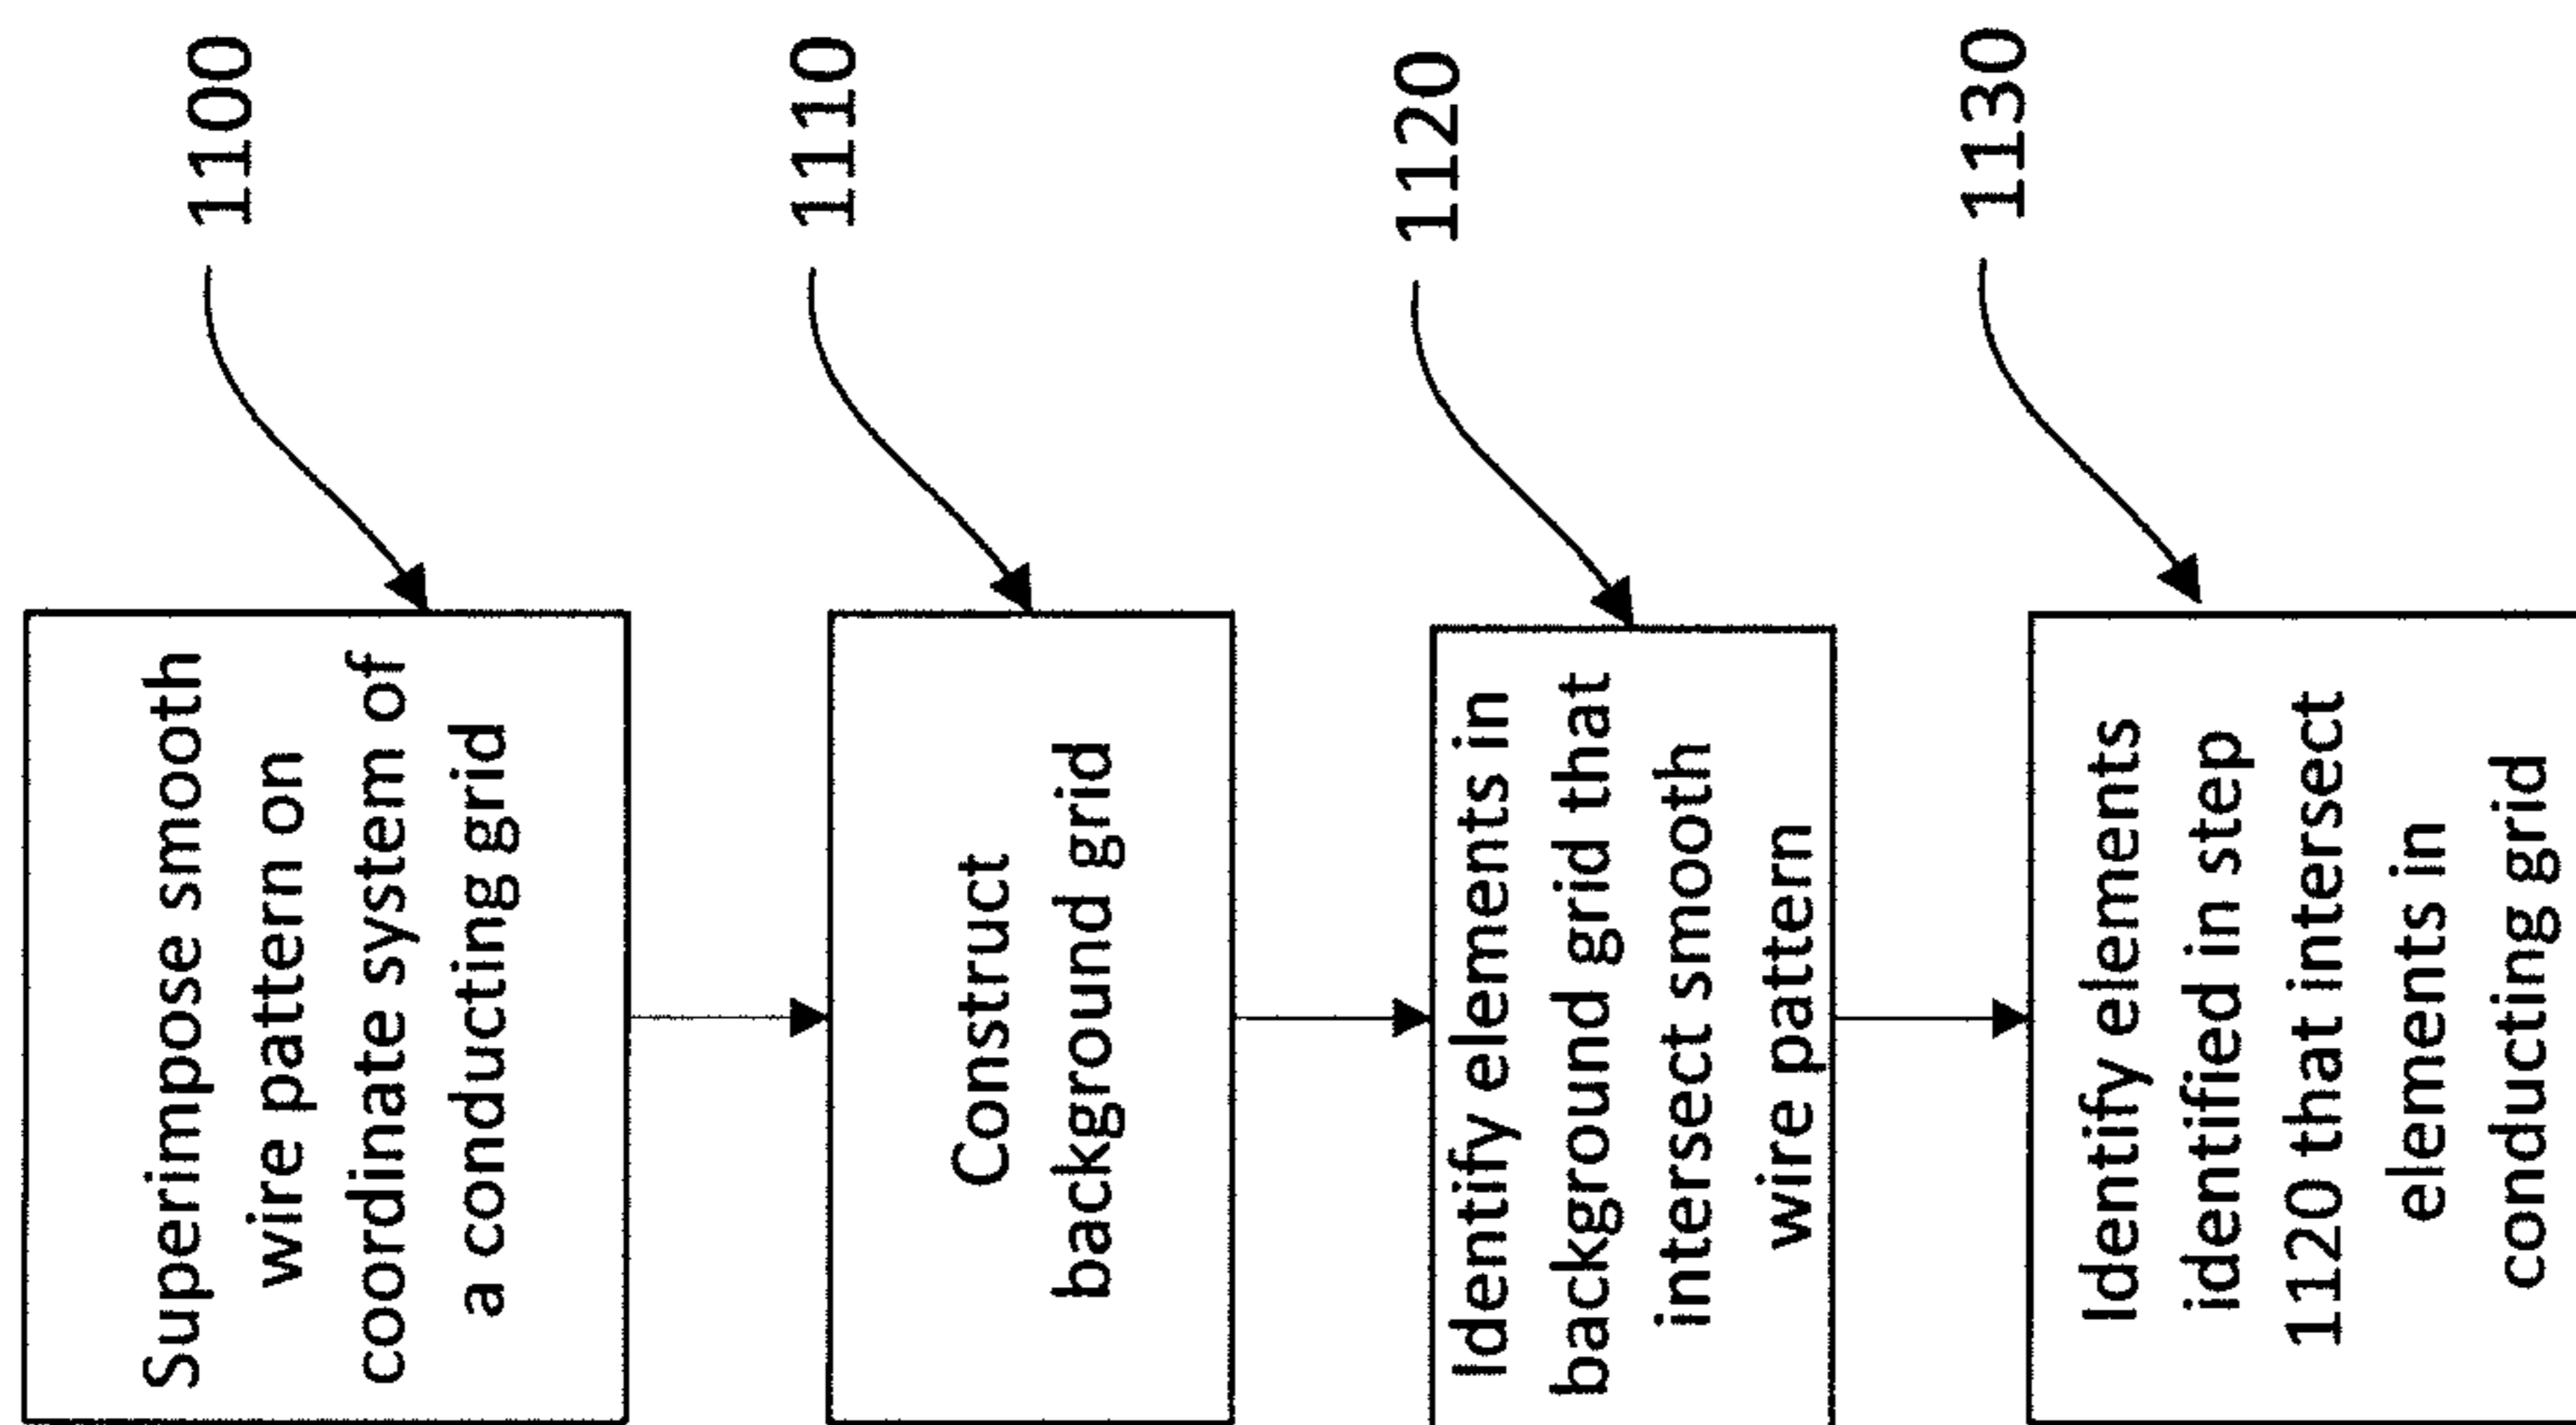 Superimpose smooth
wire pattern on
coordinate system of
a conducting grid
1100
Construct
background grid
1110
Identify elements in
background grid that
intersect smooth
wire pattern
1120
Identify elements
identified in step
1120 that intersect
elements in
conducting grid
1130